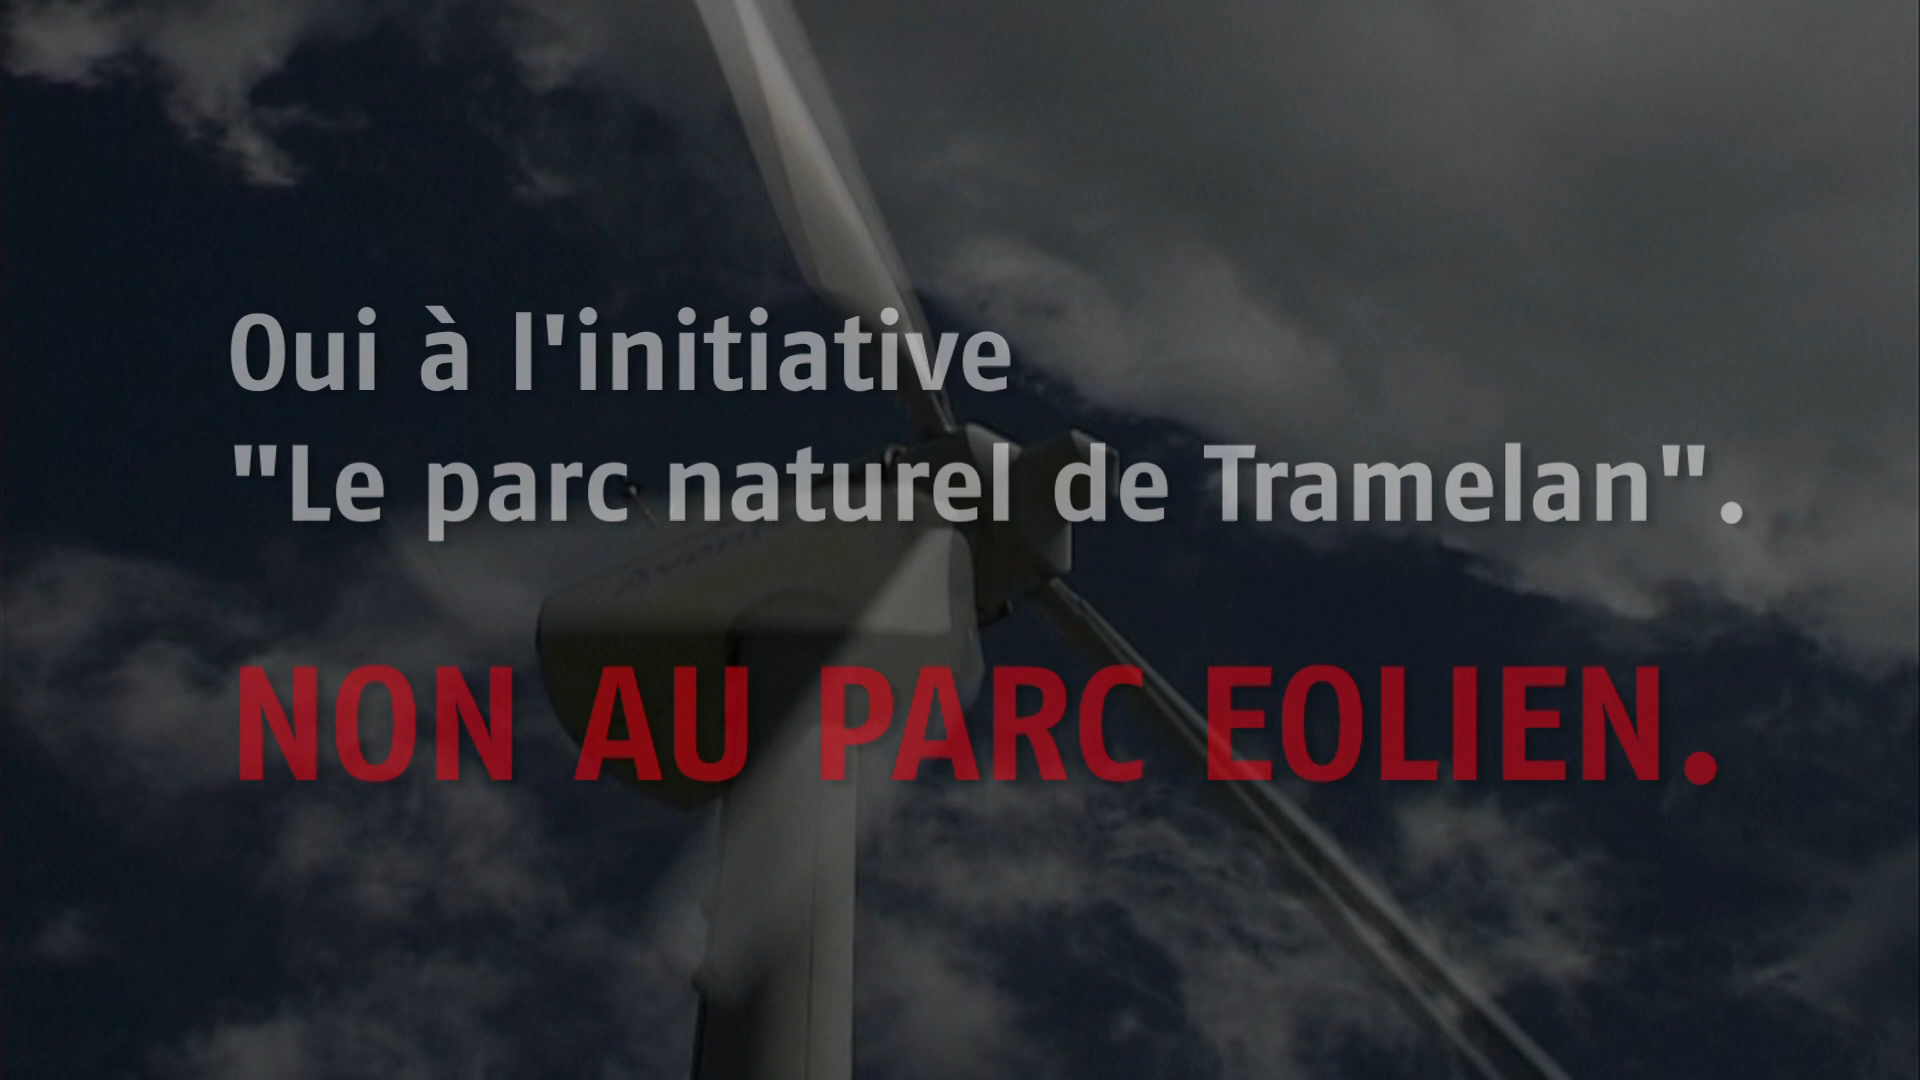 Oui à l'initiative
"Le parc naturel de Tramelan".
NON AU PARC EOLIEN.